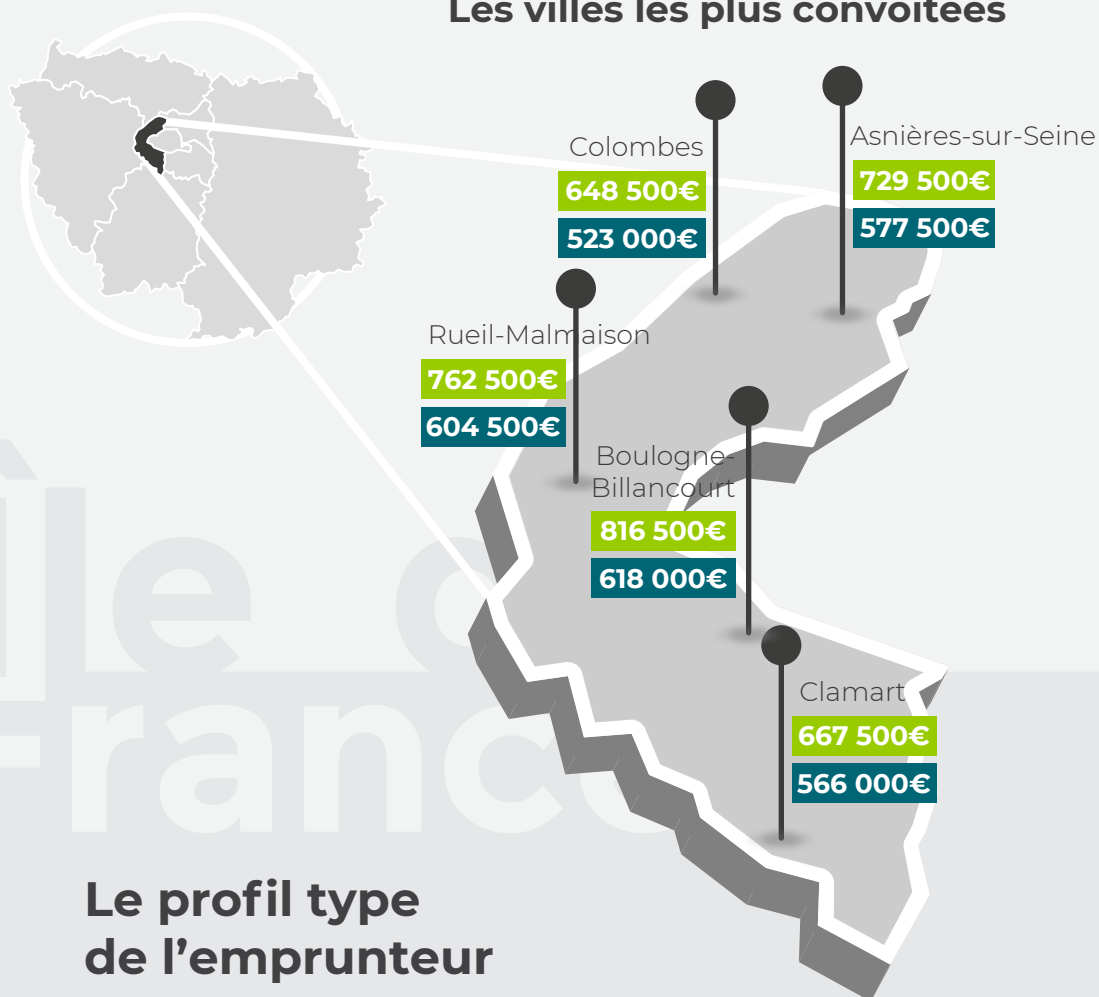 Les villes les plus convoitées
Colombes
648 500€
523 000€
Asnières-sur-Seine
729 500€
577 500€
Rueil-Malmaison
762 500€
604 500€
Boulogne-
Billancourt
816 500€
618 000€
Clamart
667 500€
566 000€
Île d
France
Le profil type
de l’emprunteur